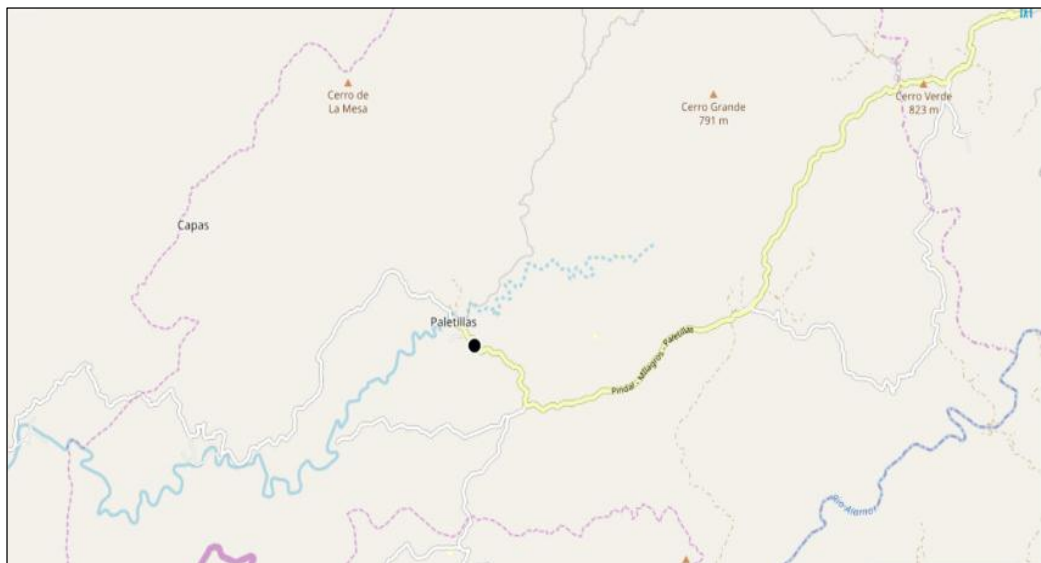 Cerro de
La Mesa
Cerro Grande
791 m
Cerro Verde
823 m
Capas
Paletillas
Pindal - Milagros - Paletillas
Río Alamor